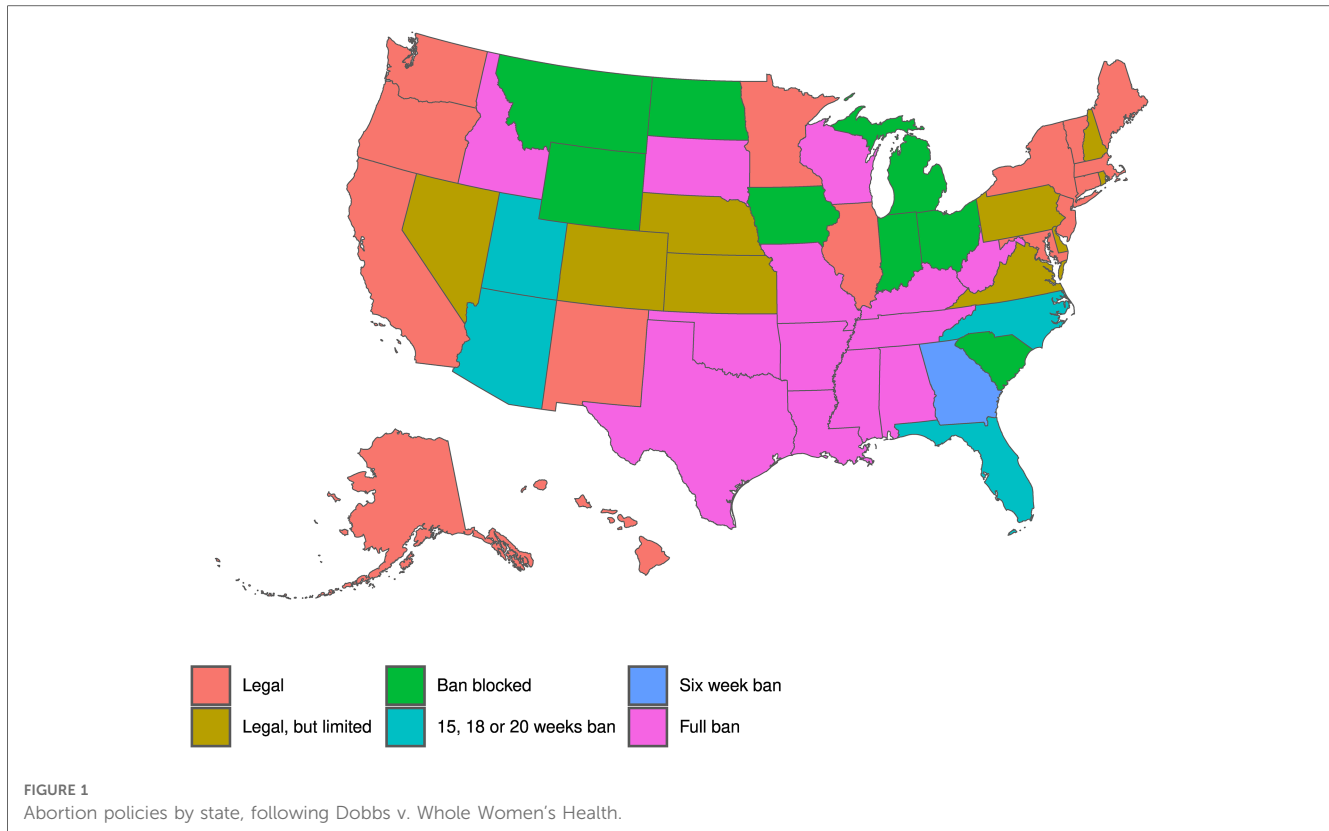 Legal
Ban blocked
Six week ban
Legal, but limited
15, 18 or 20 weeks ban
Full ban
FIGURE 1
Abortion policies by state, following Dobbs v. Whole Women's Health.